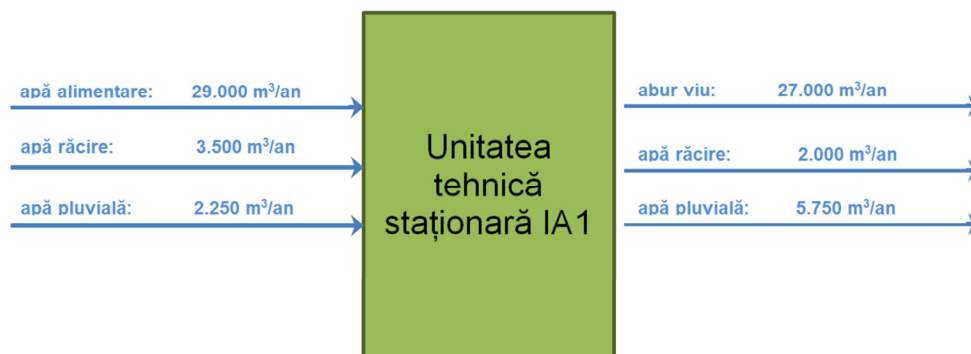 apă alimentare: 29.000 m³/an
apă răcire: 3.500 m³/an
apă pluvială: 2.250 m³/an
Unitatea
tehnică
staționară IA1
abur viu: 27.000 m³/an
apă răcire: 2.000 m³/an
apă pluvială: 5.750 m³/an